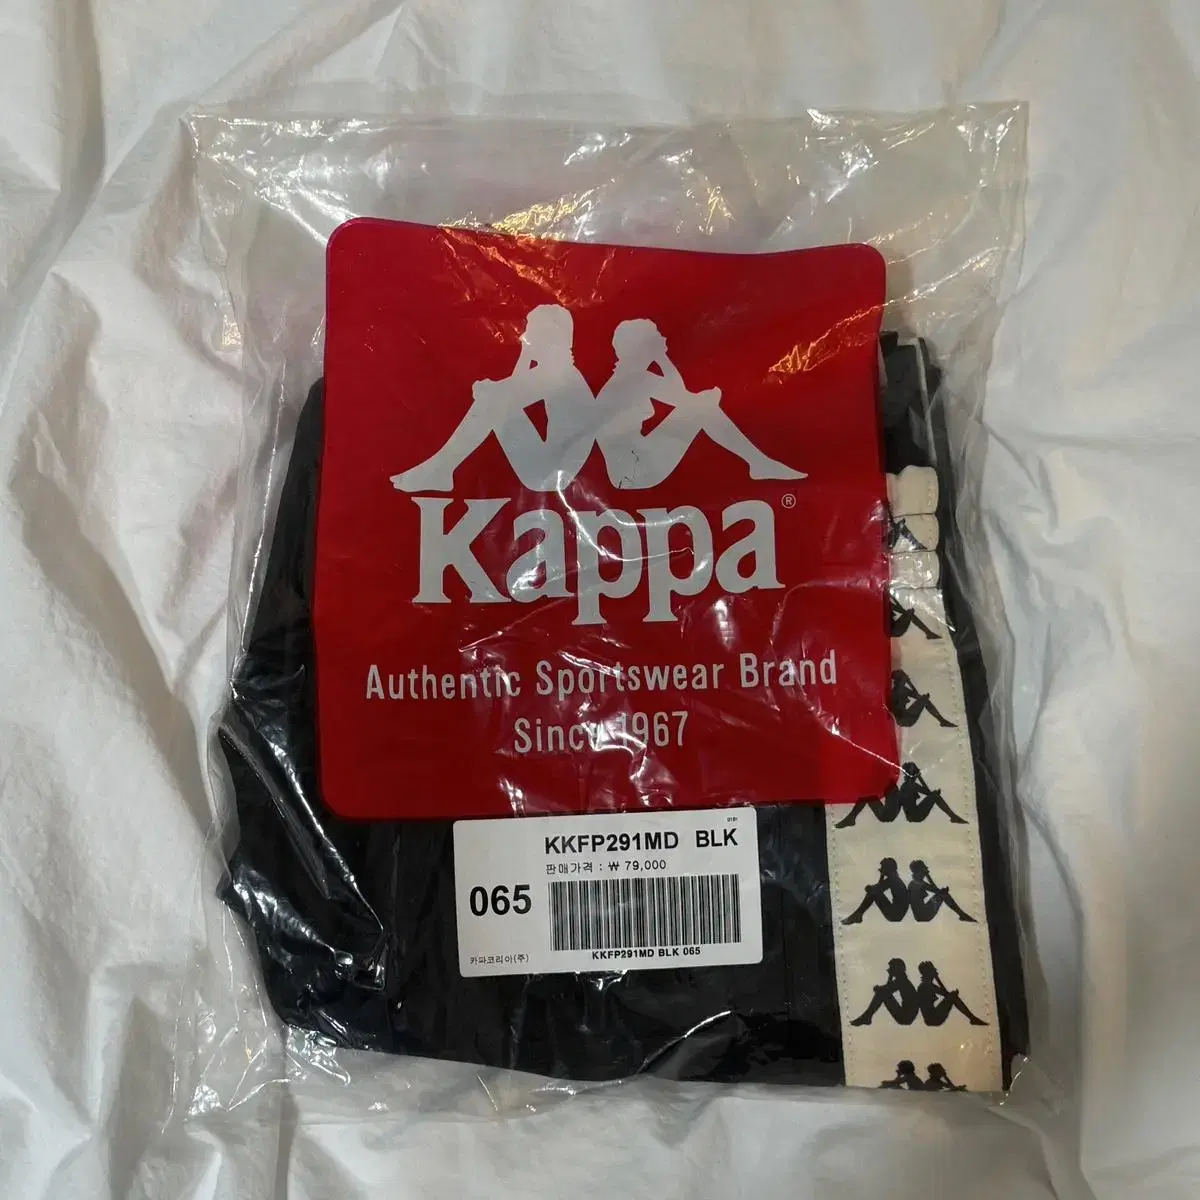 Kappa®
Authentic Sportswear Brand
Since 1967
0191
KKFP291MD BLK
판매가격 : ₩ 79,000
065
KKFP291MD BLK 065
카파코리아(주)